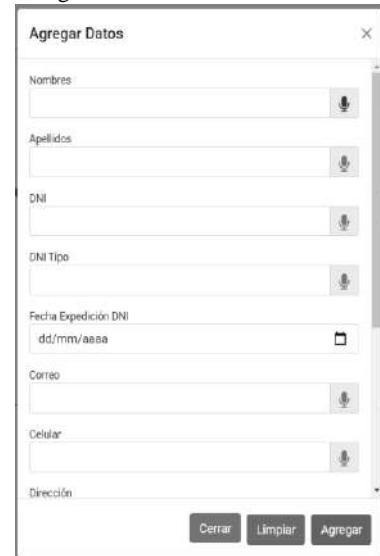 Agregar Datos
Nombres
Apellidos
DNI
DNI Tipo
Fecha Expedición DNI
dd/mm/aaaa
Correo
Celular
Dirección
Cerrar Limpiar Agregar